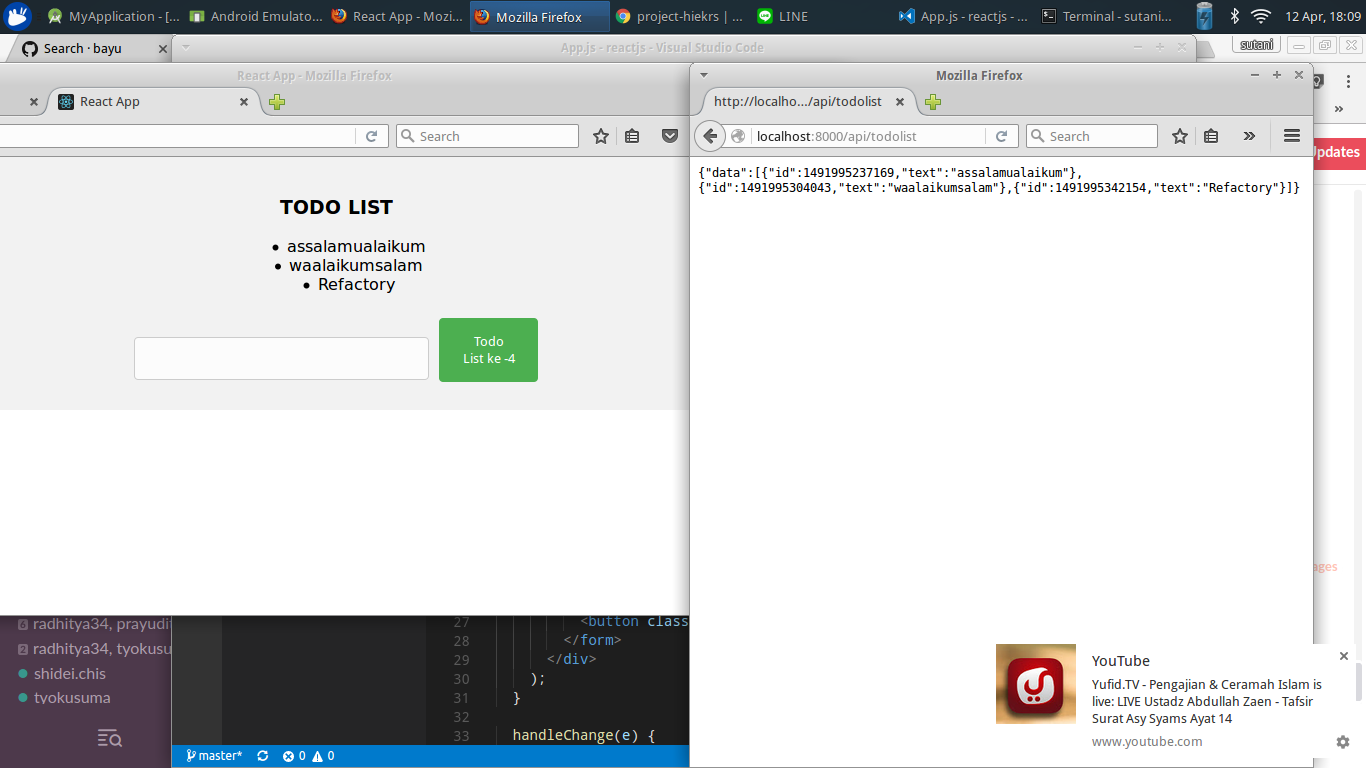 MyApplication - [...
Android Emulato...
React App - Mozi...
Mozilla Firefox
project-hiekrs | ...
LINE
App.js - reactjs - ...
Terminal - sutani...
12 Apr, 18:09
Search · bayu
App.js - reactjs - Visual Studio Code
sutani
React App - Mozilla Firefox
Mozilla Firefox
React App
http://localho.../api/todolist
Search
localhost:8000/api/todolist
Search
Updates
{"data":[{"id":1491995237169,"text":"assalamualaikum"},
{"id":1491995304043,"text":"waalaikumsalam"},{"id":1491995342154,"text":"Refactory"}]}
TODO LIST
assalamualaikum
waalaikumsalam
Refactory
Todo
List ke -4
ages
6 radhitya34, prayudi
2 radhitya34, tyokusu
shidei.chis
tyokusuma
27 <button class
28 </form>
29 </div>
30 );
31 }
32
33 handleChange(e) {
master* 0 0
YouTube
Yufid.TV - Pengajian & Ceramah Islam is
live: LIVE Ustadz Abdullah Zaen - Tafsir
Surat Asy Syams Ayat 14
www.youtube.com